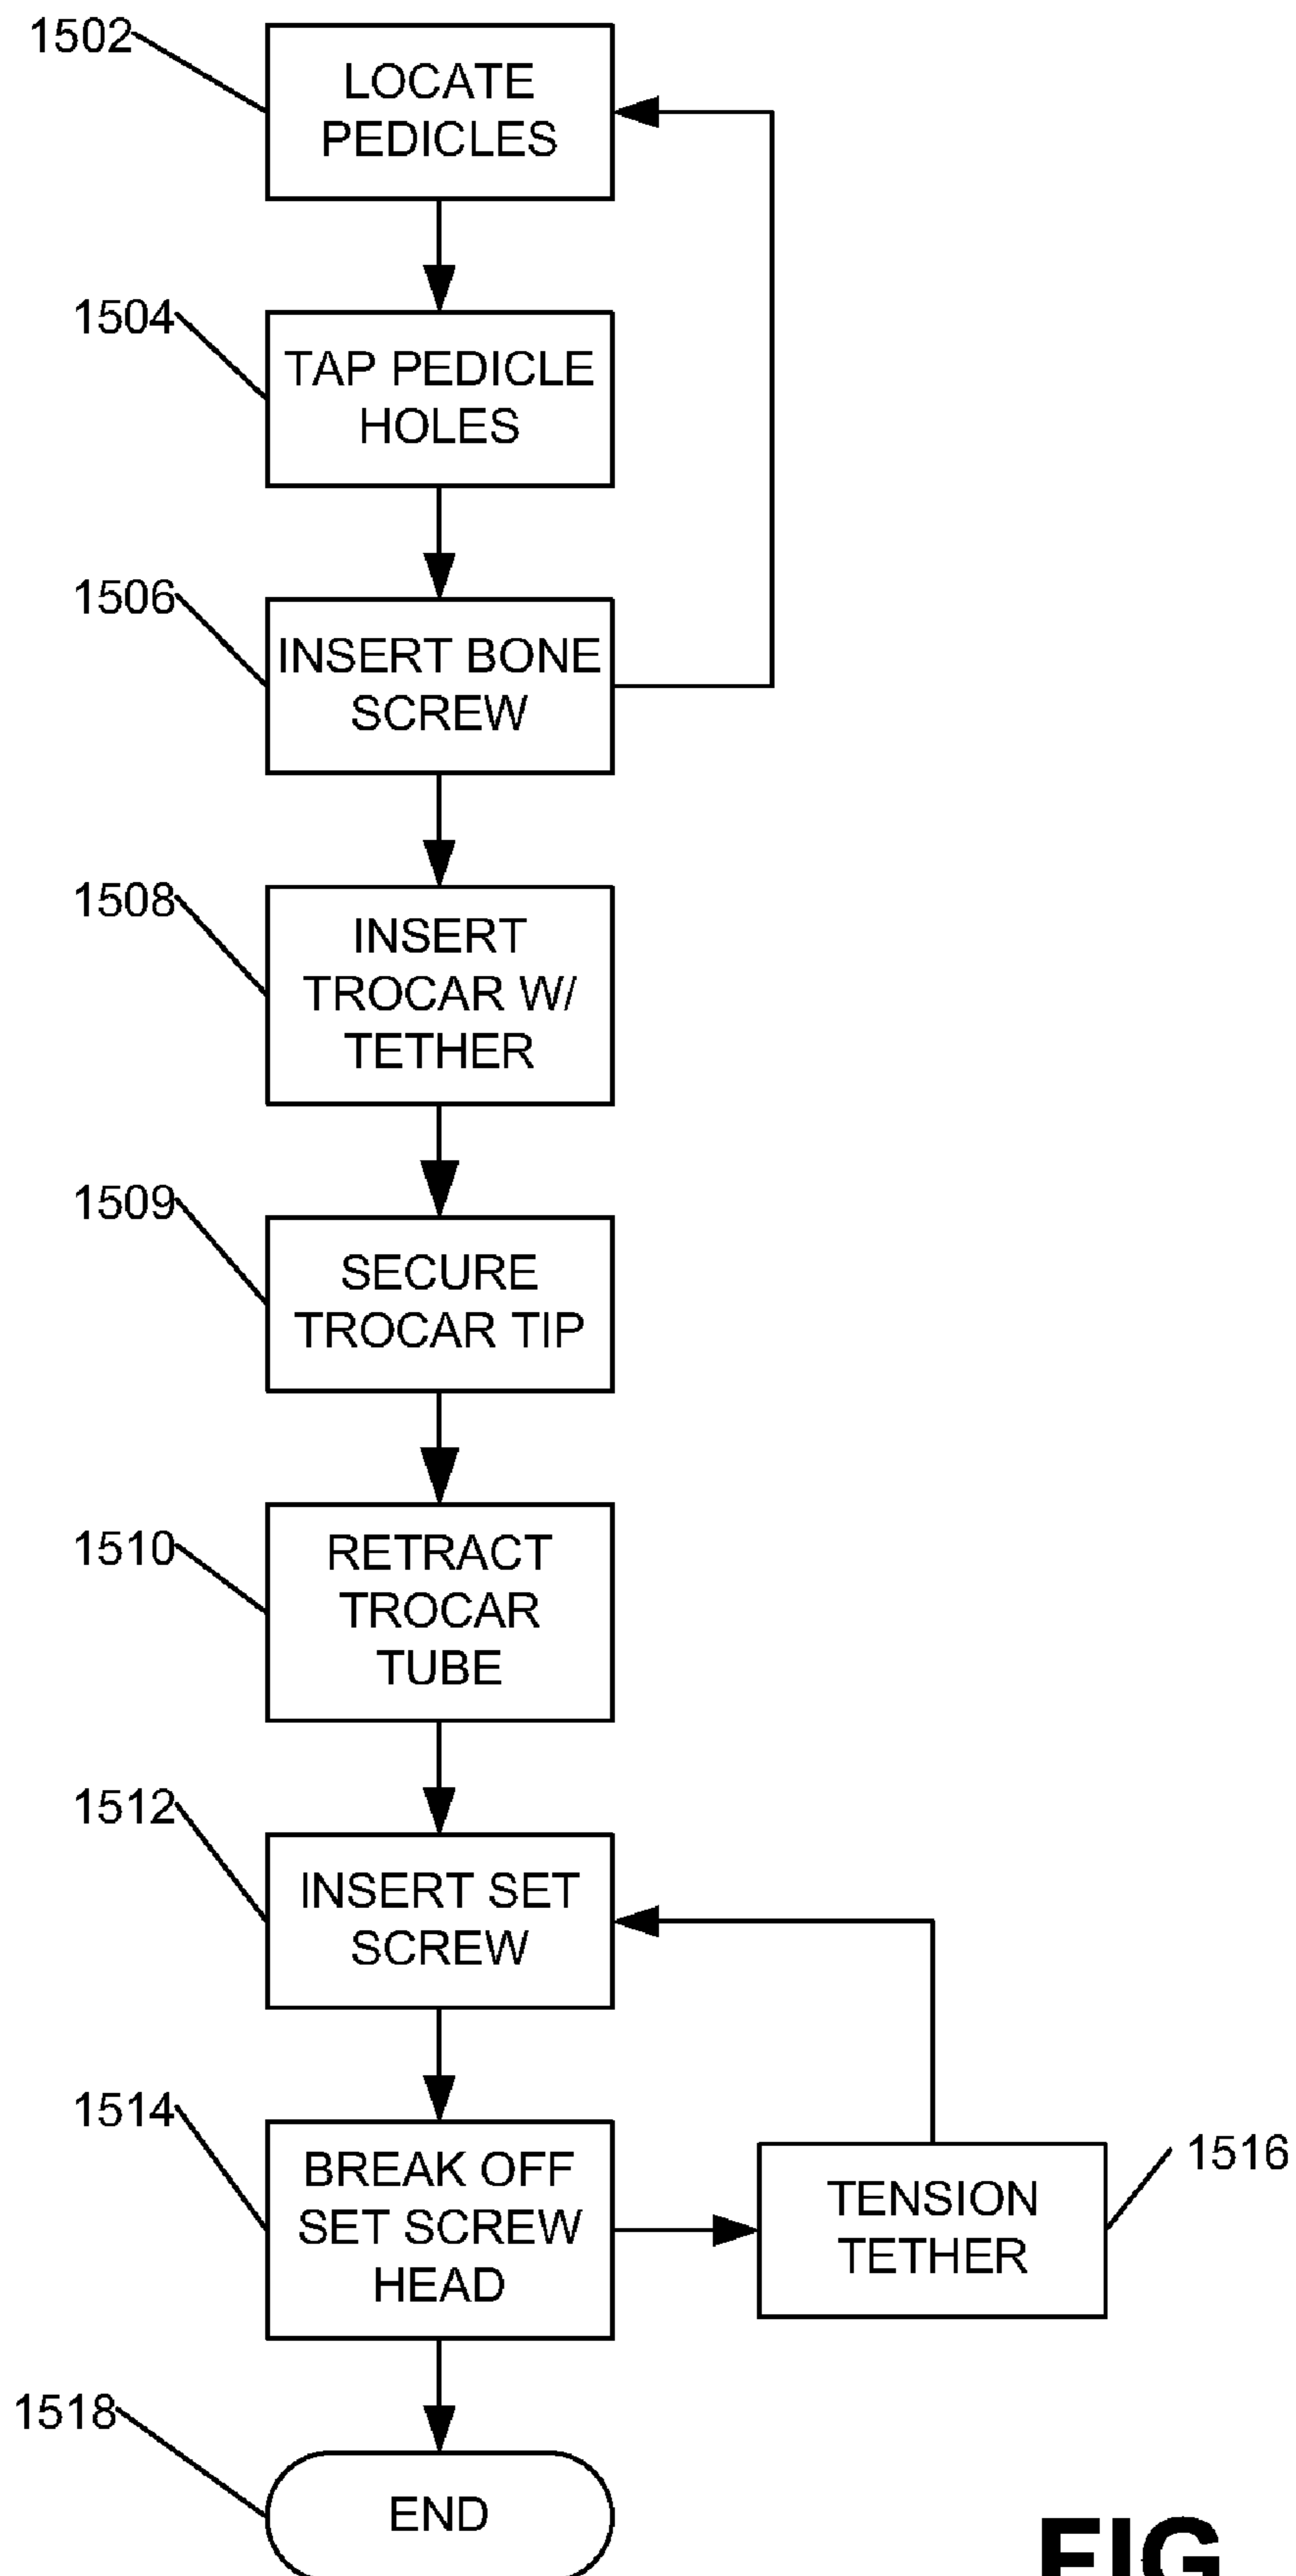 1502
LOCATE
PEDICLES
1504
TAP PEDICLE
HOLES
1506
INSERT BONE
SCREW
1508
INSERT
TROCAR W/
TETHER
1509
SECURE
TROCAR TIP
1510
RETRACT
TROCAR
TUBE
1512
INSERT SET
SCREW
1514
BREAK OFF
SET SCREW
HEAD
1516
TENSION
TETHER
1518
END
FIG